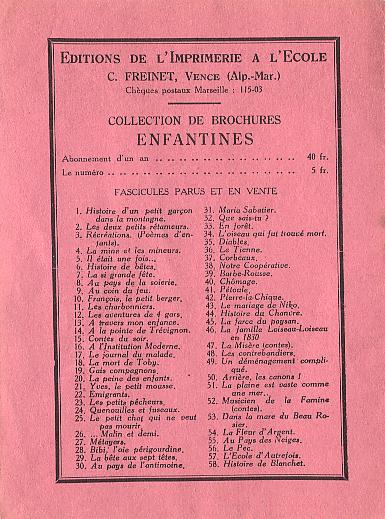 EDITIONS DE L'IMPRIMERIE A L'ECOLE
C. FREINET, VENCE (Alp.-Mar.)
Chèques postaux Marseille : 115-03
COLLECTION DE BROCHURES
ENFANTINES
Abonnement d'un an .. .. .. .. .. .. .. .. .. .. 40 fr.
Le numéro .. .. .. .. .. .. .. .. .. .. .. .. 5 fr.
FASCICULES PARUS ET EN VENTE
1. Histoire d'un petit garçon
dans la montagne.
2. Les deux petits rétameurs.
3. Récréations. (Poèmes d'en-
fants).
4. La mine et les mineurs.
5. Il était une fois...
6. Histoire de bêtes.
7. La si grande fête.
8. Au pays de la soierie.
9. Au coin du feu.
10. François, le petit berger.
11. Les charbonniers.
12. Les aventures de 4 gars.
13. A travers mon enfance.
14. A la pointe de Trévignon.
15. Contes du soir.
16. A l'Institution Moderne.
17. Le journal du malade.
18. La mort de Toby.
19. Gais compagnons.
20. La peine des enfants.
21. Yves, le petit mousse.
22. Emigrants.
23. Les petits pêcheurs.
24. Quenouilles et fuseaux.
25. Le petit chat qui ne veut
pas mourir.
26. ... Malin et demi.
27. Métayers.
28. Bibi, l'oie périgourdine.
29. La bête aux sept têtes.
30. Au pays de l'antimoine.
31. Maria Sabatier.
32. Que sais-tu ?
33. En forêt.
34. L'oiseau qui fut trouvé mort.
35. Diables.
36. Le Tienne.
37. Corbeaux.
38. Notre Coopérative.
39. Barbe-Rousse.
40. Chômage.
41. Pétoule.
42. Pierre-la-Chique.
43. Le mariage de Niko.
44. Histoire du Chanvre.
45. La farce du paysan.
46. La famille Loiseau-Loiseau
en 1830
47. La Misère (contes).
48. Les contrebandiers.
49. Un déménagement compli-
qué.
50. Arrière, les canons !
51. La plaine est vaste comme
une mer...
52. Musicien de la Famine
(contes).
53. Dans la mare du Beau Ro-
sier.
54. La Fleur d'Argent.
55. Au Pays des Neiges.
56. Le Pec.
57. L'Ecole d'Autrefois.
58. Histoire de Blanchet.